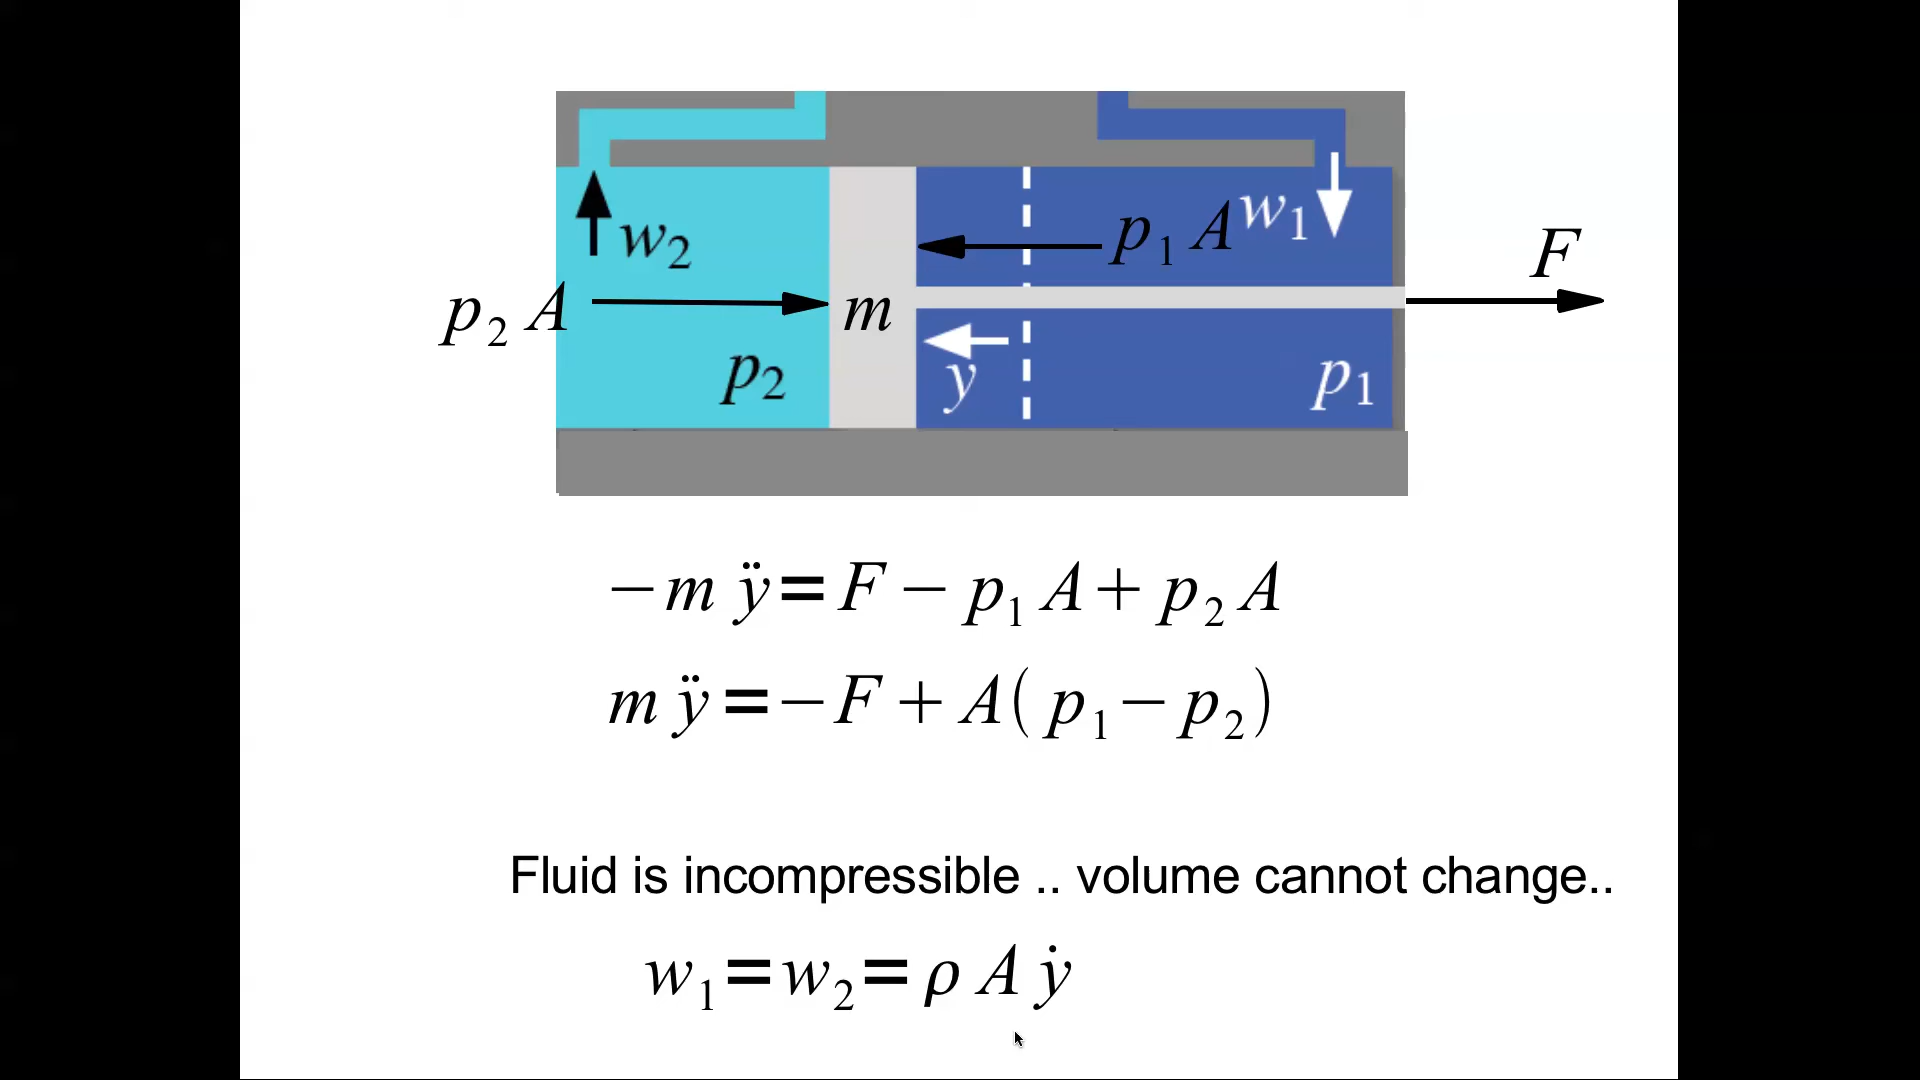 w₂
p₁ A
w₁
F
p₂ A
m
p₂
y
p₁
−m ÿ = F − p₁ A + p₂ A
m ÿ = −F + A( p₁ − p₂ )
Fluid is incompressible .. volume cannot change..
w₁ = w₂ = ρ A ẏ